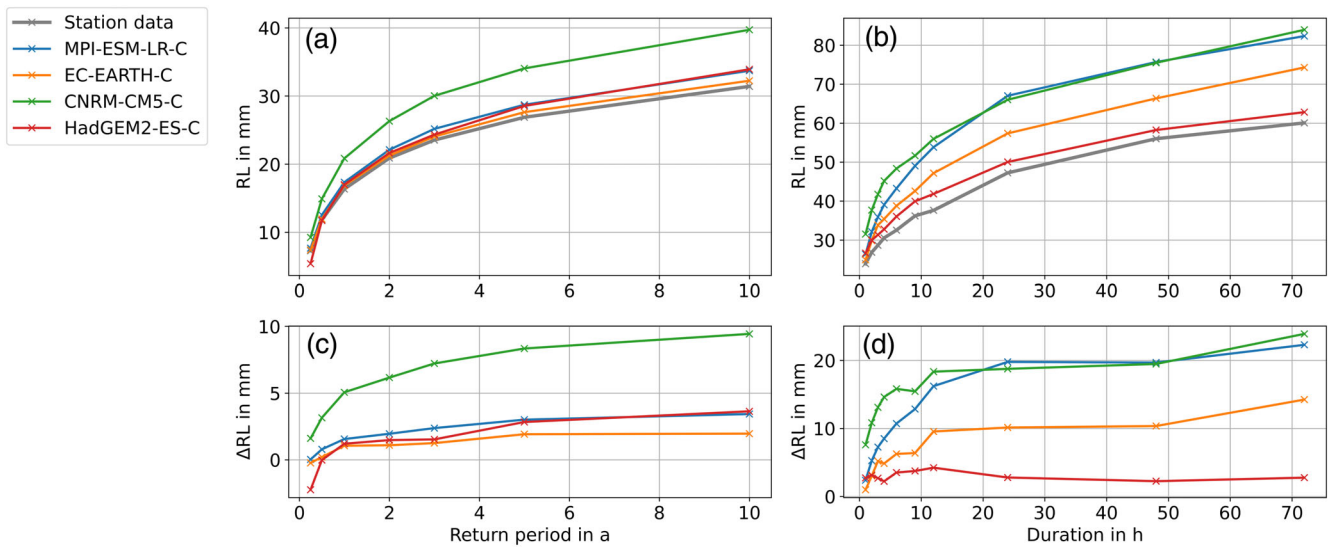 Station data
MPI-ESM-LR-C
EC-EARTH-C
CNRM-CM5-C
HadGEM2-ES-C
(a)
RL in mm
40
30
20
10
0 2 4 6 8 10
(b)
RL in mm
80
70
60
50
40
30
0 10 20 30 40 50 60 70
(c)
ΔRL in mm
10
5
0
0 2 4 6 8 10
Return period in a
(d)
ΔRL in mm
20
10
0
0 10 20 30 40 50 60 70
Duration in h